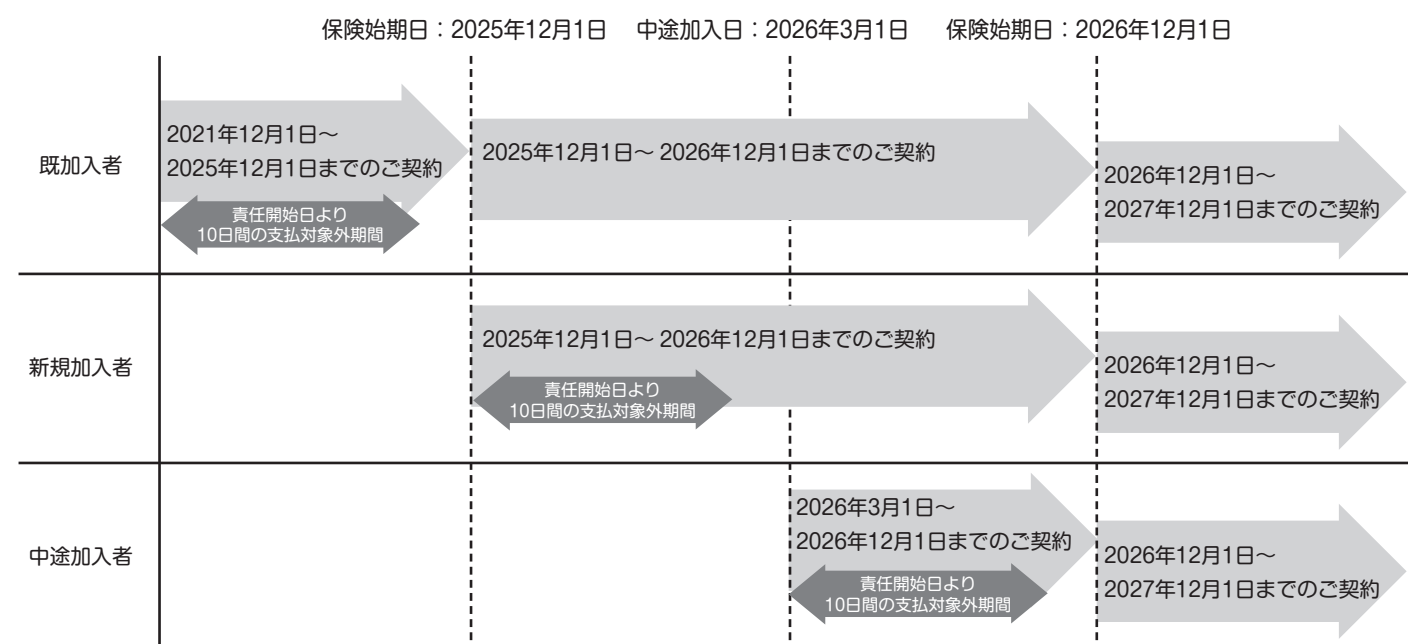 保険始期日：2025年12月1日　中途加入日：2026年3月1日　保険始期日：2026年12月1日
既加入者
2021年12月1日～
2025年12月1日までのご契約
責任開始日より
10日間の支払対象外期間
2025年12月1日～2026年12月1日までのご契約
2026年12月1日～
2027年12月1日までのご契約
新規加入者
2025年12月1日～2026年12月1日までのご契約
責任開始日より
10日間の支払対象外期間
2026年12月1日～
2027年12月1日までのご契約
中途加入者
2026年3月1日～
2026年12月1日までのご契約
責任開始日より
10日間の支払対象外期間
2026年12月1日～
2027年12月1日までのご契約